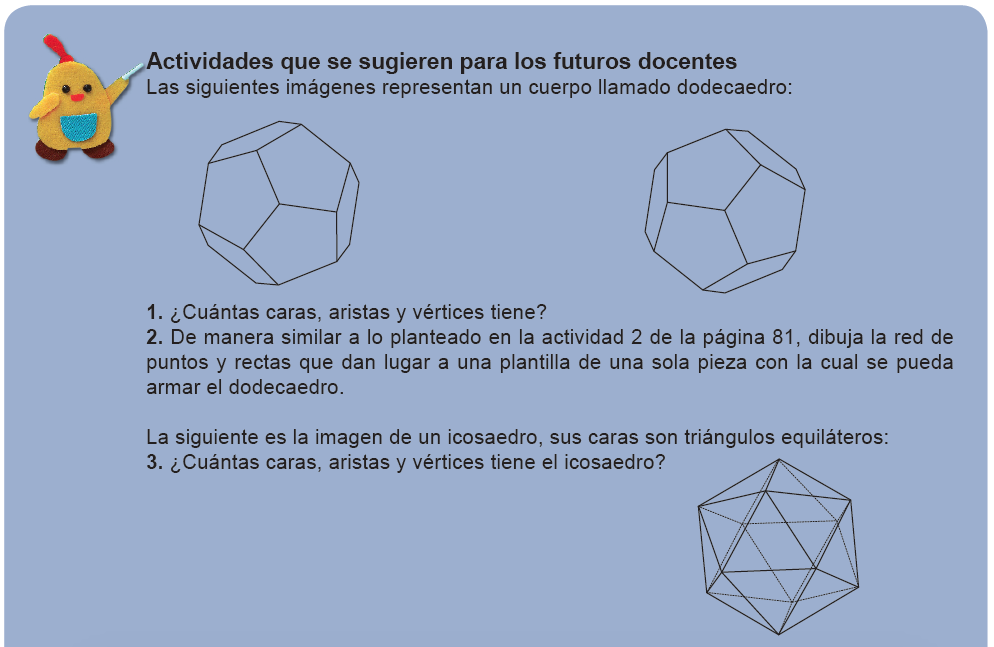 Actividades que se sugieren para los futuros docentes
Las siguientes imágenes representan un cuerpo llamado dodecaedro:
1. ¿Cuántas caras, aristas y vértices tiene?
2. De manera similar a lo planteado en la actividad 2 de la página 81, dibuja la red de
puntos y rectas que dan lugar a una plantilla de una sola pieza con la cual se pueda
armar el dodecaedro.
La siguiente es la imagen de un icosaedro, sus caras son triángulos equiláteros:
3. ¿Cuántas caras, aristas y vértices tiene el icosaedro?